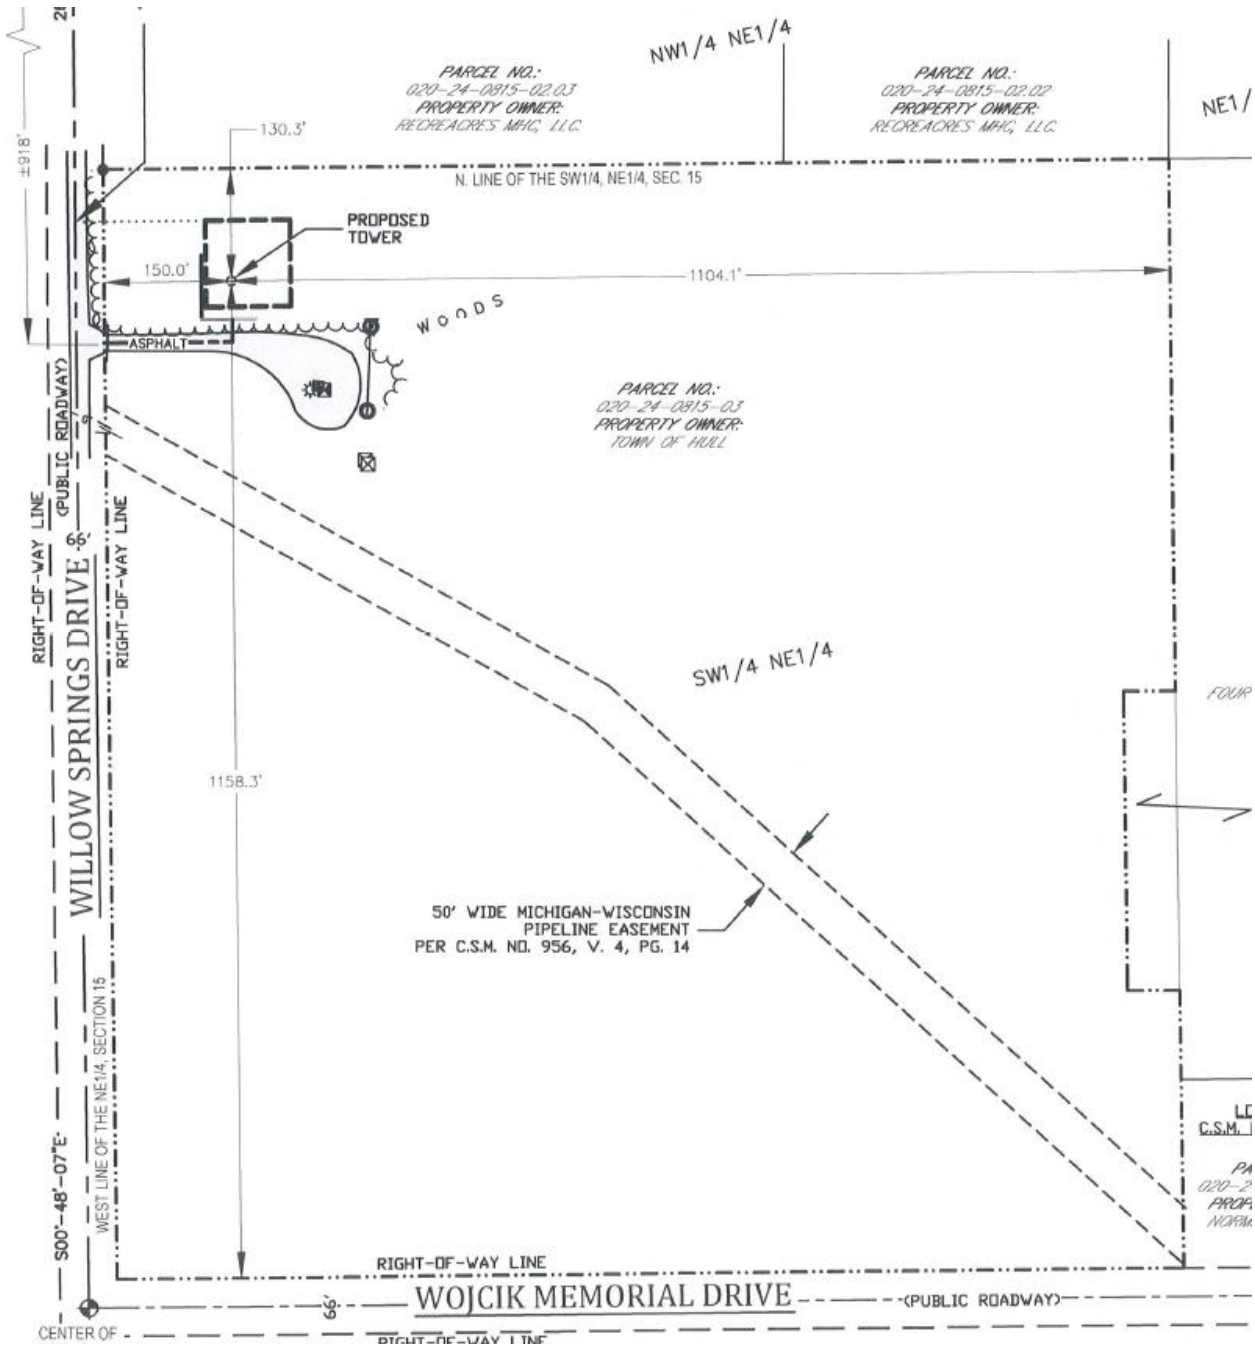 NW1/4 NE1/4
PARCEL NO.:
020-24-0815-02.03
PROPERTY OWNER:
RECREACRES MHC, LLC.
PARCEL NO.:
020-24-0815-02.02
PROPERTY OWNER:
RECREACRES MHC, LLC.
NE1/
±918'
130.3'
N. LINE OF THE SW1/4, NE1/4, SEC. 15
PROPOSED
TOWER
150.0'
1104.1'
WOODS
ASPHALT
PARCEL NO.:
020-24-0815-03
PROPERTY OWNER:
TOWN OF HULL
(PUBLIC ROADWAY)
RIGHT-OF-WAY LINE
66'
RIGHT-OF-WAY LINE
WILLOW SPRINGS DRIVE
SW1/4 NE1/4
FOUR
1158.3'
50' WIDE MICHIGAN-WISCONSIN
PIPELINE EASEMENT
PER C.S.M. NO. 956, V. 4, PG. 14
WEST LINE OF THE NE1/4, SECTION 15
S00°-48'-07"E
C.S.M.
PA
020-2
PROP
NORM
RIGHT-OF-WAY LINE
66'
WOJCIK MEMORIAL DRIVE
(PUBLIC ROADWAY)
CENTER OF
RIGHT-OF-WAY LINE